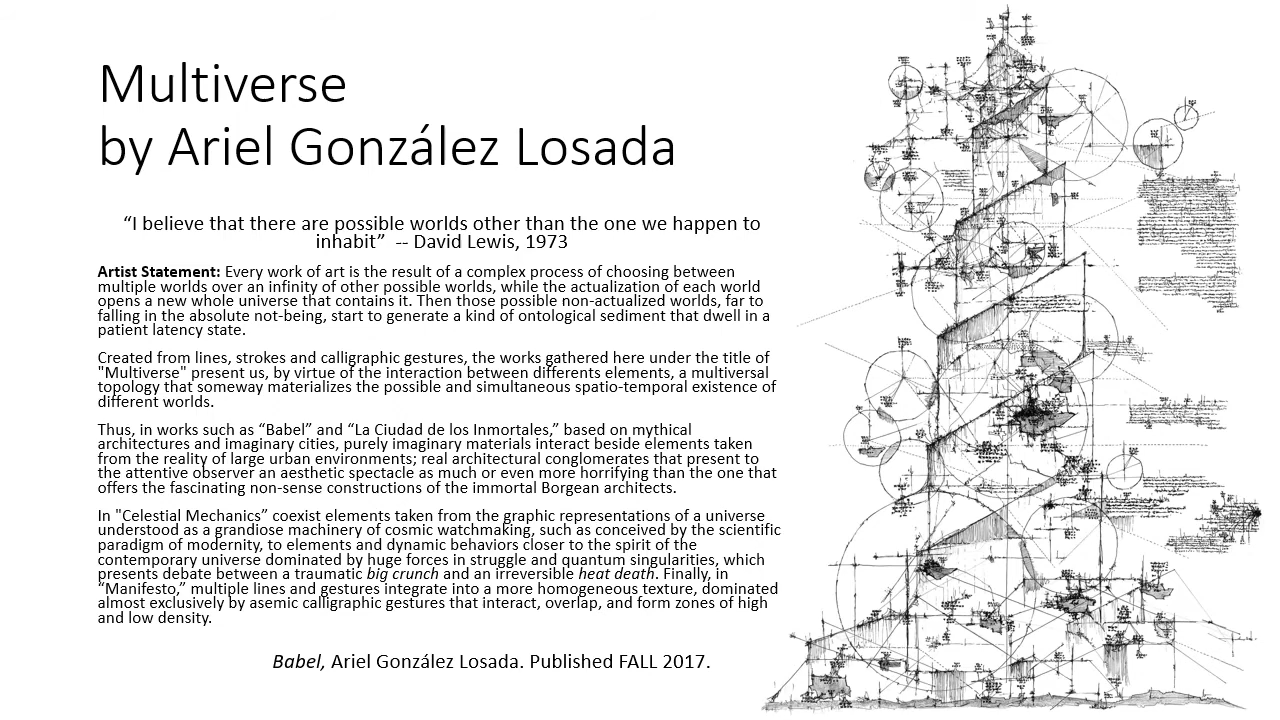 Multiverse
by Ariel González Losada
“I believe that there are possible worlds other than the one we happen to
inhabit”  -- David Lewis, 1973
Artist Statement: Every work of art is the result of a complex process of choosing between
multiple worlds over an infinity of other possible worlds, while the actualization of each world
opens a new whole universe that contains it. Then those possible non-actualized worlds, far to
falling in the absolute not-being, start to generate a kind of ontological sediment that dwell in a
patient latency state.
Created from lines, strokes and calligraphic gestures, the works gathered here under the title of
"Multiverse" present us, by virtue of the interaction between differents elements, a multiversal
topology that someway materializes the possible and simultaneous spatio-temporal existence of
different worlds.
Thus, in works such as “Babel” and “La Ciudad de los inmortales,” based on mythical
architectures and imaginary cities, purely imaginary materials interact beside elements taken
from the reality of large urban environments; real architectural conglomerates that present to
the attentive observer an aesthetic spectacle as much or even more horrifying than the one that
offers the fascinating non-sense constructions of the immortal Borgean architects.
In "Celestial Mechanics” coexist elements taken from the graphic representations of a universe
understood as a grandiose machinery of cosmic watchmaking, such as conceived by the scientific
paradigm of modernity, to elements and dynamic behaviors closer to the spirit of the
contemporary universe dominated by huge forces in struggle and quantum singularities, which
presents debate between a traumatic big crunch and an irreversible heat death. Finally, in
“Manifesto,” multiple lines and gestures integrate into a more homogeneous texture, dominated
almost exclusively by asemic calligraphic gestures that interact, overlap, and form zones of high
and low density.
Babel, Ariel González Losada. Published FALL 2017.